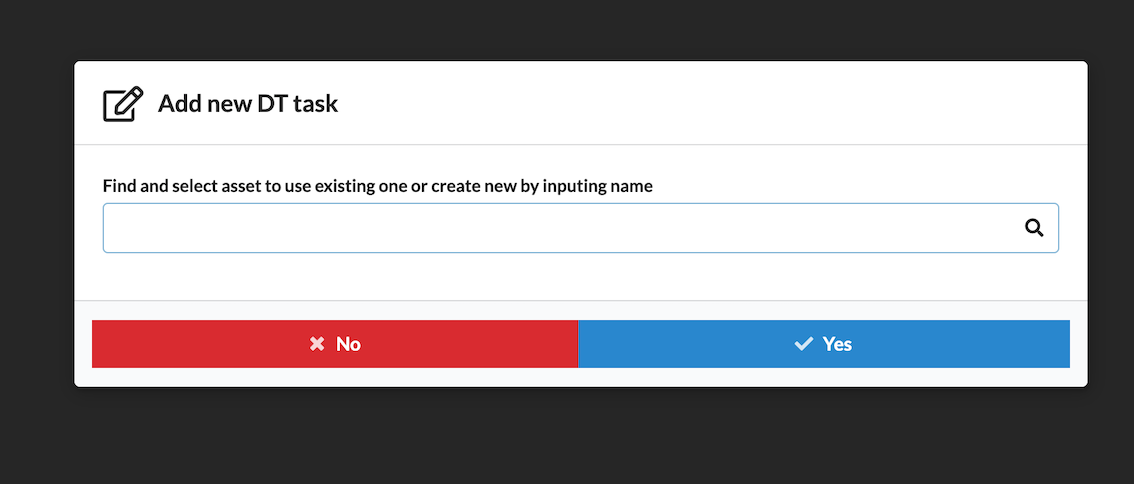 Add new DT task
Find and select asset to use existing one or create new by inputing name
No
Yes